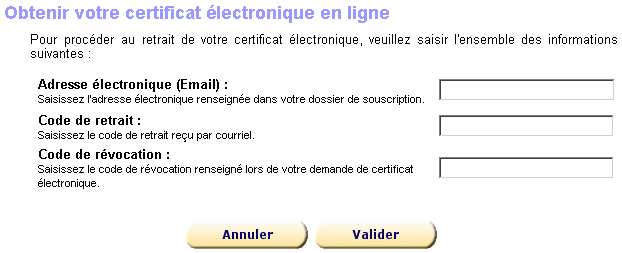 Obtenir votre certificat électronique en ligne
Pour procéder au retrait de votre certificat électronique, veuillez saisir l'ensemble des informations
suivantes :
Adresse électronique (Email) :
Saisissez l'adresse électronique renseignée dans votre dossier de souscription.
Code de retrait :
Saisissez le code de retrait reçu par courriel.
Code de révocation :
Saisissez le code de révocation renseigné lors de votre demande de certificat
électronique.
Annuler Valider